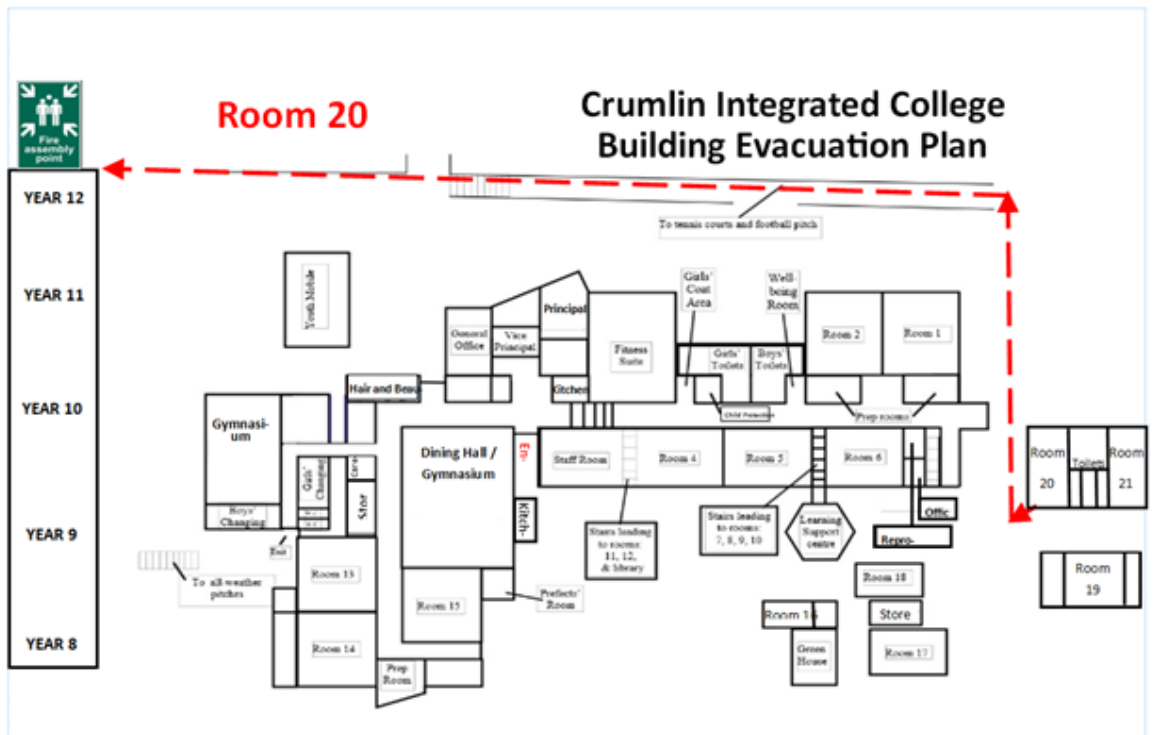 Fire
assembly
point
Room 20
Crumlin Integrated College
Building Evacuation Plan
YEAR 12
YEAR 11
YEAR 10
YEAR 9
YEAR 8
To tennis courts and football pitch
Youth Mobile
General
Office
Vice
Principal
Principal
Fitness
Suite
Girls'
Coat
Area
Well-
being
Room
Girls'
Toilets
Boys'
Toilets
Room 2
Room 1
Hair and Beau-
Kitchen
Child Protection
Prep rooms
Gymnasi-
um
Dining Hall /
Gymnasium
En-
Staff Room
Room 4
Room 5
Room 6
Room
20
Toilets
Room
21
Girls'
Changing
Care-
Stor
Boys'
Changing
Kitch-
Exit
Stairs leading
to rooms:
11, 12,
& library
Stairs leading
to rooms:
7, 8, 9, 10
Learning
Support
centre
Offic
Repro-
To all-weather
pitches
Room 13
Room 15
Prefects'
Room
Room 18
Room
19
Room 16
Store
Room 14
Green
House
Room 17
Prep
Room